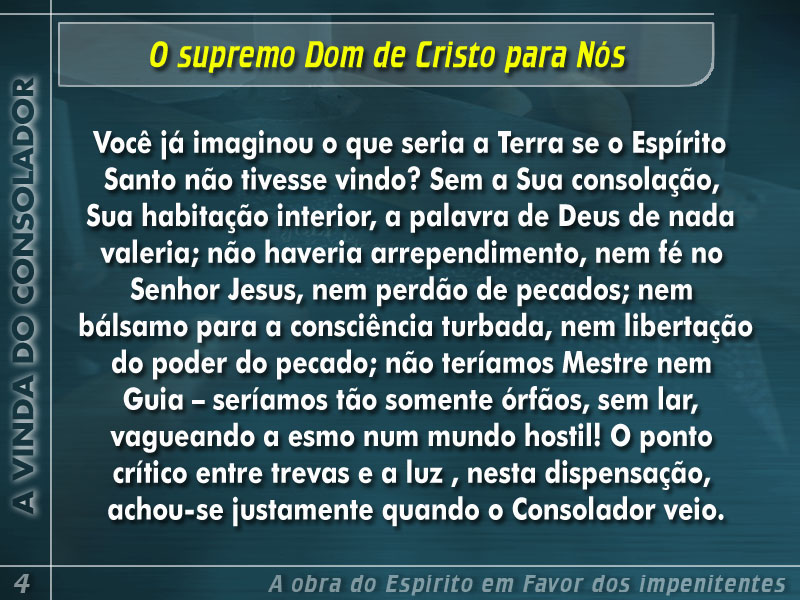 O supremo Dom de Cristo para Nós
A VINDA DO CONSOLADOR
Você já imaginou o que seria a Terra se o Espírito
Santo não tivesse vindo? Sem a Sua consolação,
Sua habitação interior, a palavra de Deus de nada
valeria; não haveria arrependimento, nem fé no
Senhor Jesus, nem perdão de pecados; nem
bálsamo para a consciência turbada, nem libertação
do poder do pecado; não teríamos Mestre nem
Guia – seríamos tão somente órfãos, sem lar,
vagueando a esmo num mundo hostil! O ponto
crítico entre trevas e a luz , nesta dispensação,
achou-se justamente quando o Consolador veio.
4
A obra do Espírito em Favor dos impenitentes